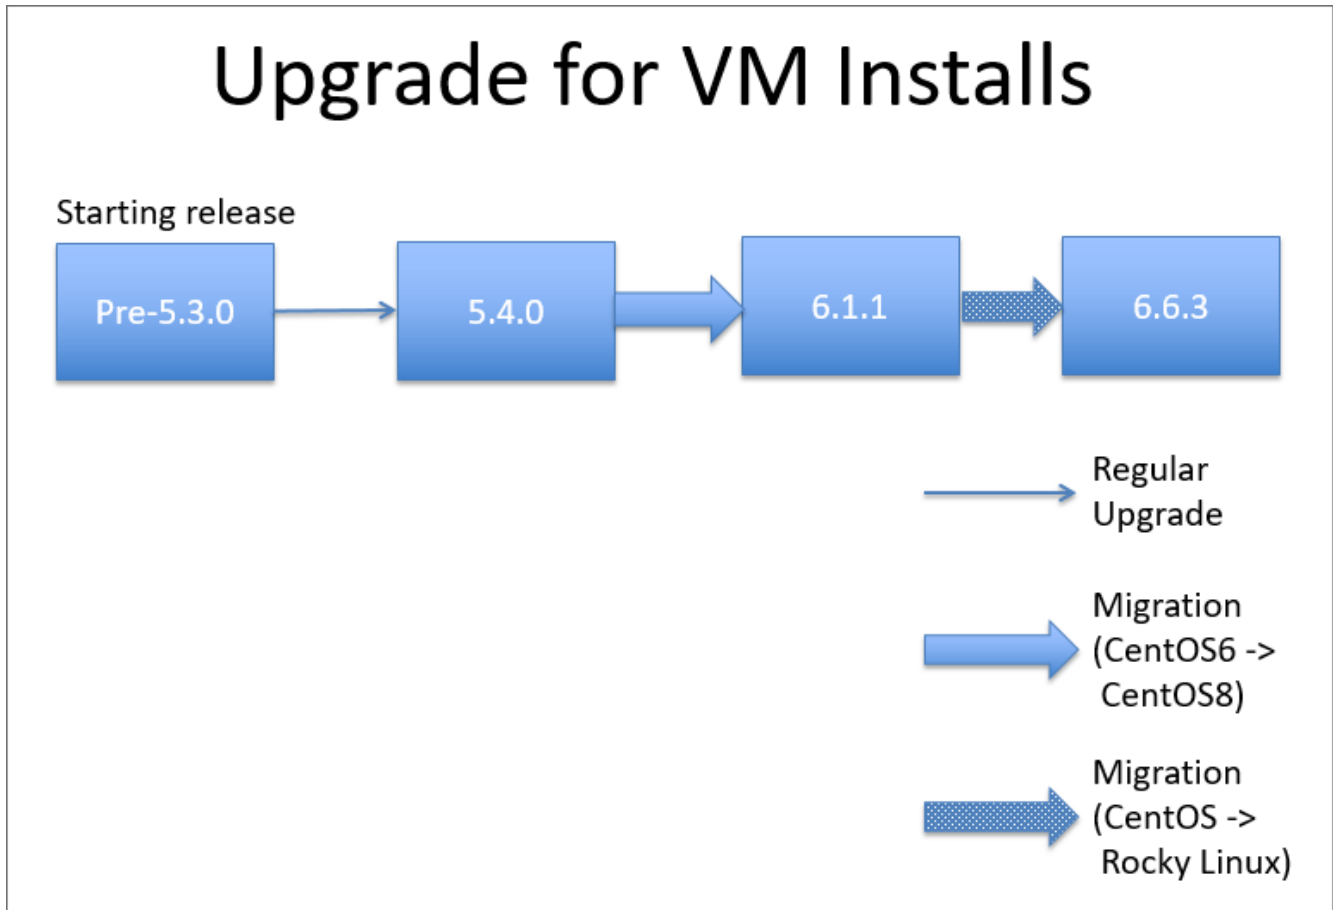 Upgrade for VM Installs
Starting release
Pre-5.3.0
5.4.0
6.1.1
6.6.3
Regular
Upgrade
Migration
(CentOS6 ->
CentOS8)
Migration
(CentOS ->
Rocky Linux)